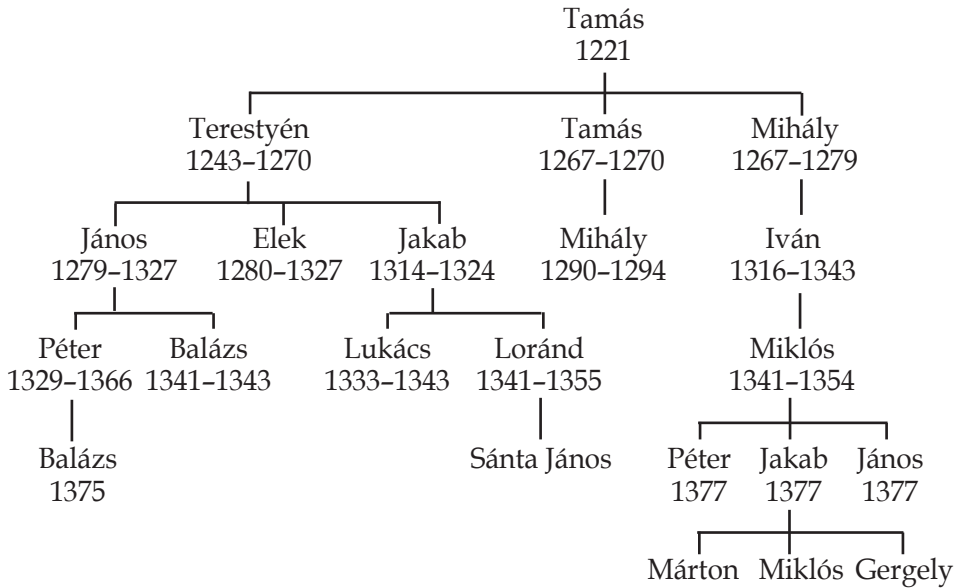 Tamás
1221
Terestyén Tamás Mihály
1243–1270 1267–1270 1267–1279
János Elek Jakab Mihály Iván
1279–1327 1280–1327 1314–1324 1290–1294 1316–1343
Péter Balázs Lukács Loránd Miklós
1329–1366 1341–1343 1333–1343 1341–1355 1341–1354
Balázs Sánta János Péter Jakab János
1375 1377 1377 1377
Márton Miklós Gergely